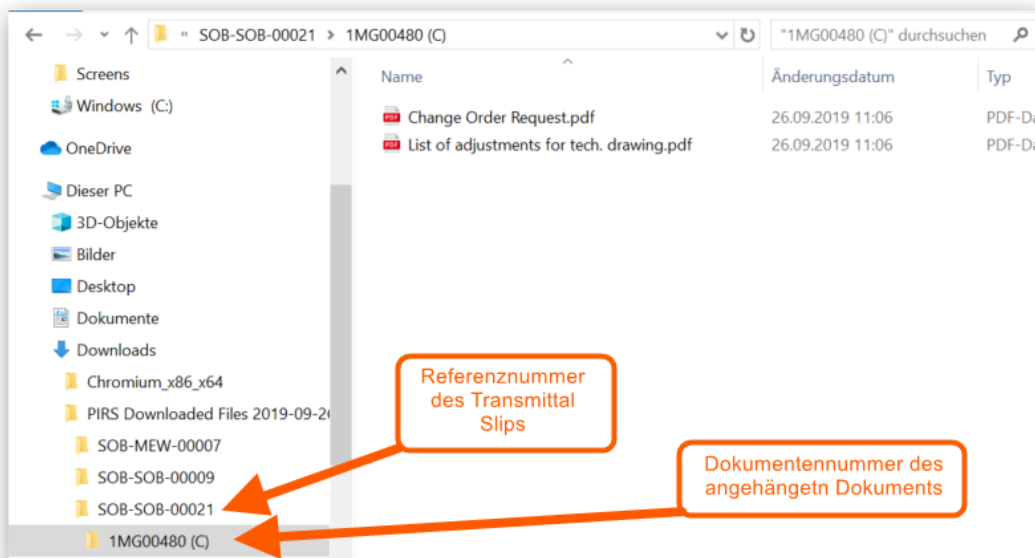 SOB-SOB-00021 > 1MG00480 (C)
"1MG00480 (C)" durchsuchen
Screens
Windows (C:)
OneDrive
Dieser PC
3D-Objekte
Bilder
Desktop
Dokumente
Downloads
Chromium_x86_x64
PIRS Downloaded Files 2019-09-26
SOB-MEW-00007
SOB-SOB-00009
SOB-SOB-00021
1MG00480 (C)
Name Änderungsdatum Typ
Change Order Request.pdf 26.09.2019 11:06 PDF-Da
List of adjustments for tech. drawing.pdf 26.09.2019 11:06 PDF-Da
Referenznummer
des Transmittal
Slips
Dokumentennummer des
angehängetn Dokuments